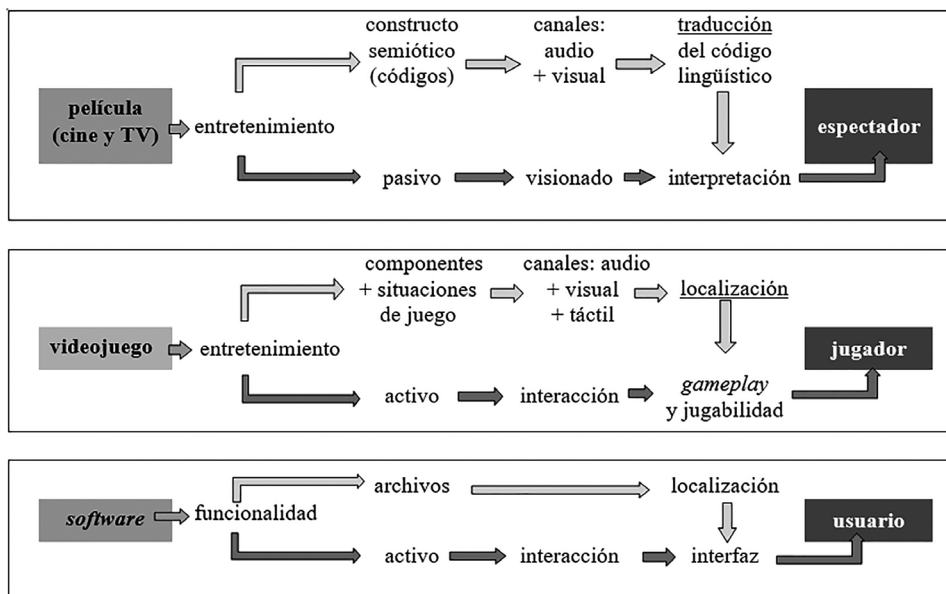 constructo
semiótico
(códigos)
canales:
audio
+ visual
traducción
del código
lingüístico
película
(cine y TV)
entretenimiento
espectador
pasivo
visionado
interpretación
componentes
+ situaciones
de juego
canales: audio
+ visual
+ táctil
localización
videojuego
entretenimiento
jugador
activo
interacción
gameplay
y jugabilidad
archivos
localización
software
funcionalidad
usuario
activo
interacción
interfaz